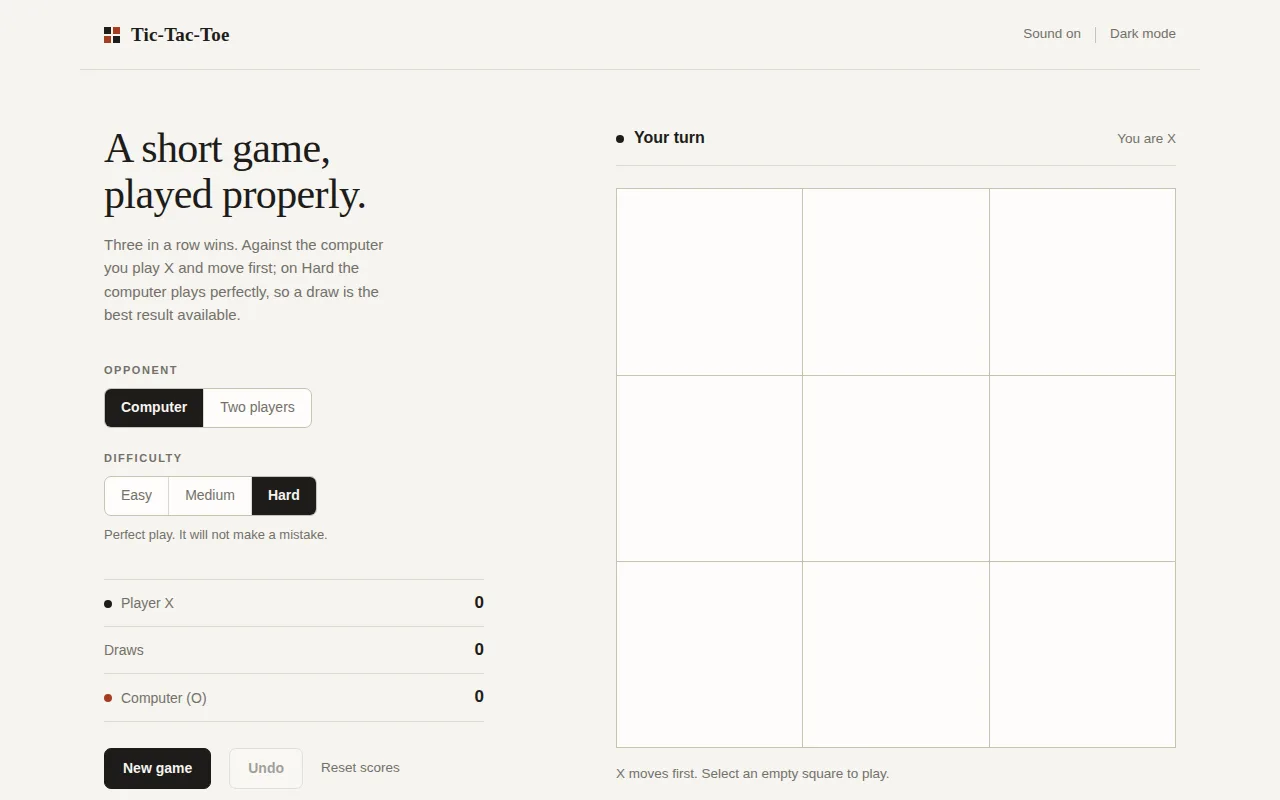 Tic-Tac-Toe
Sound on
Dark mode
A short game,
played properly.
Three in a row wins. Against the computer
you play X and move first; on Hard the
computer plays perfectly, so a draw is the
best result available.
OPPONENT
Computer
Two players
DIFFICULTY
Easy
Medium
Hard
Perfect play. It will not make a mistake.
Player X
0
Draws
0
Computer (O)
0
New game
Undo
Reset scores
Your turn
You are X
X moves first. Select an empty square to play.